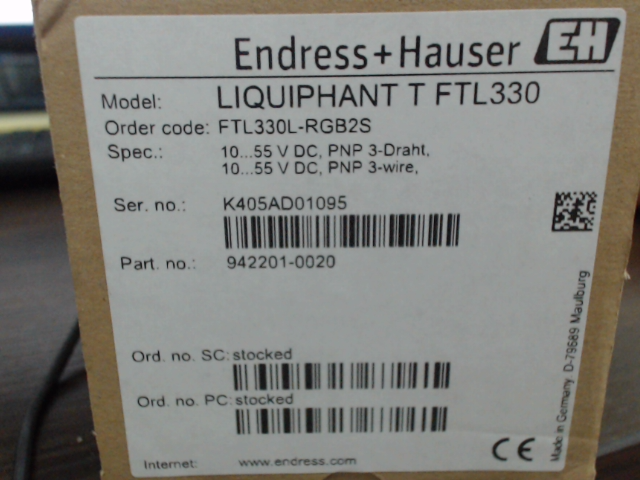 Endress+Hauser EH
Model: LIQUIPHANT T FTL330
Order code: FTL330L-RGB2S
Spec.: 10...55 V DC, PNP 3-Draht,
10...55 V DC, PNP 3-wire,
Ser. no.: K405AD01095
Part. no.: 942201-0020
Ord. no. SC: stocked
Ord. no. PC: stocked
Internet: www.endress.com
CE
Made in Germany, D-79689 Maulburg